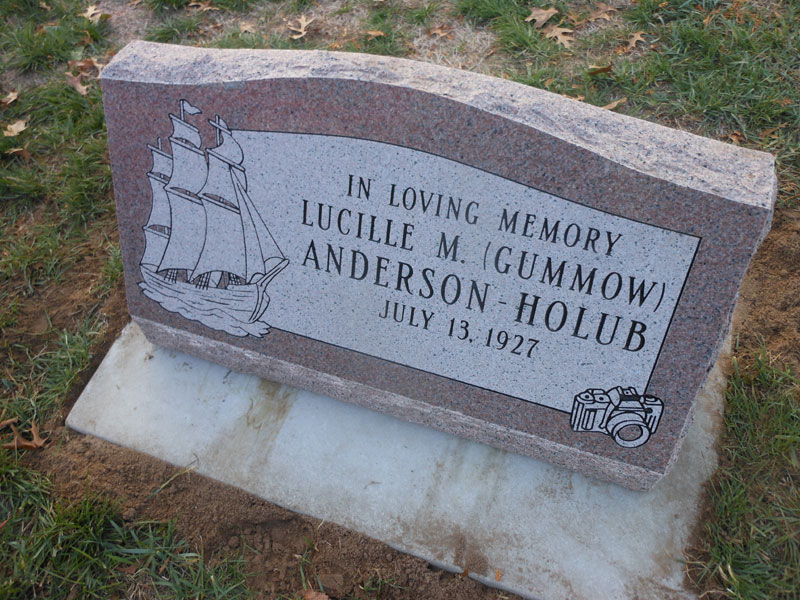 IN LOVING MEMORY
LUCILLE M. (GUMMOW)
ANDERSON-HOLUB
JULY 13, 1927